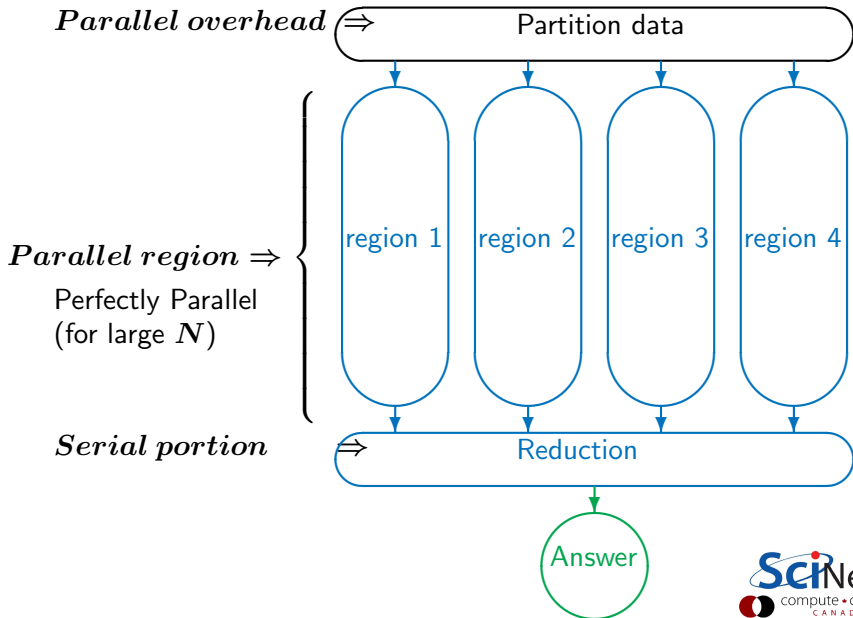 Parallel overhead ⇒ Partition data
region 1 region 2 region 3 region 4
Parallel region ⇒
Perfectly Parallel
(for large N)
Serial portion ⇒ Reduction
Answer
SciNe
compute • c
CANAD